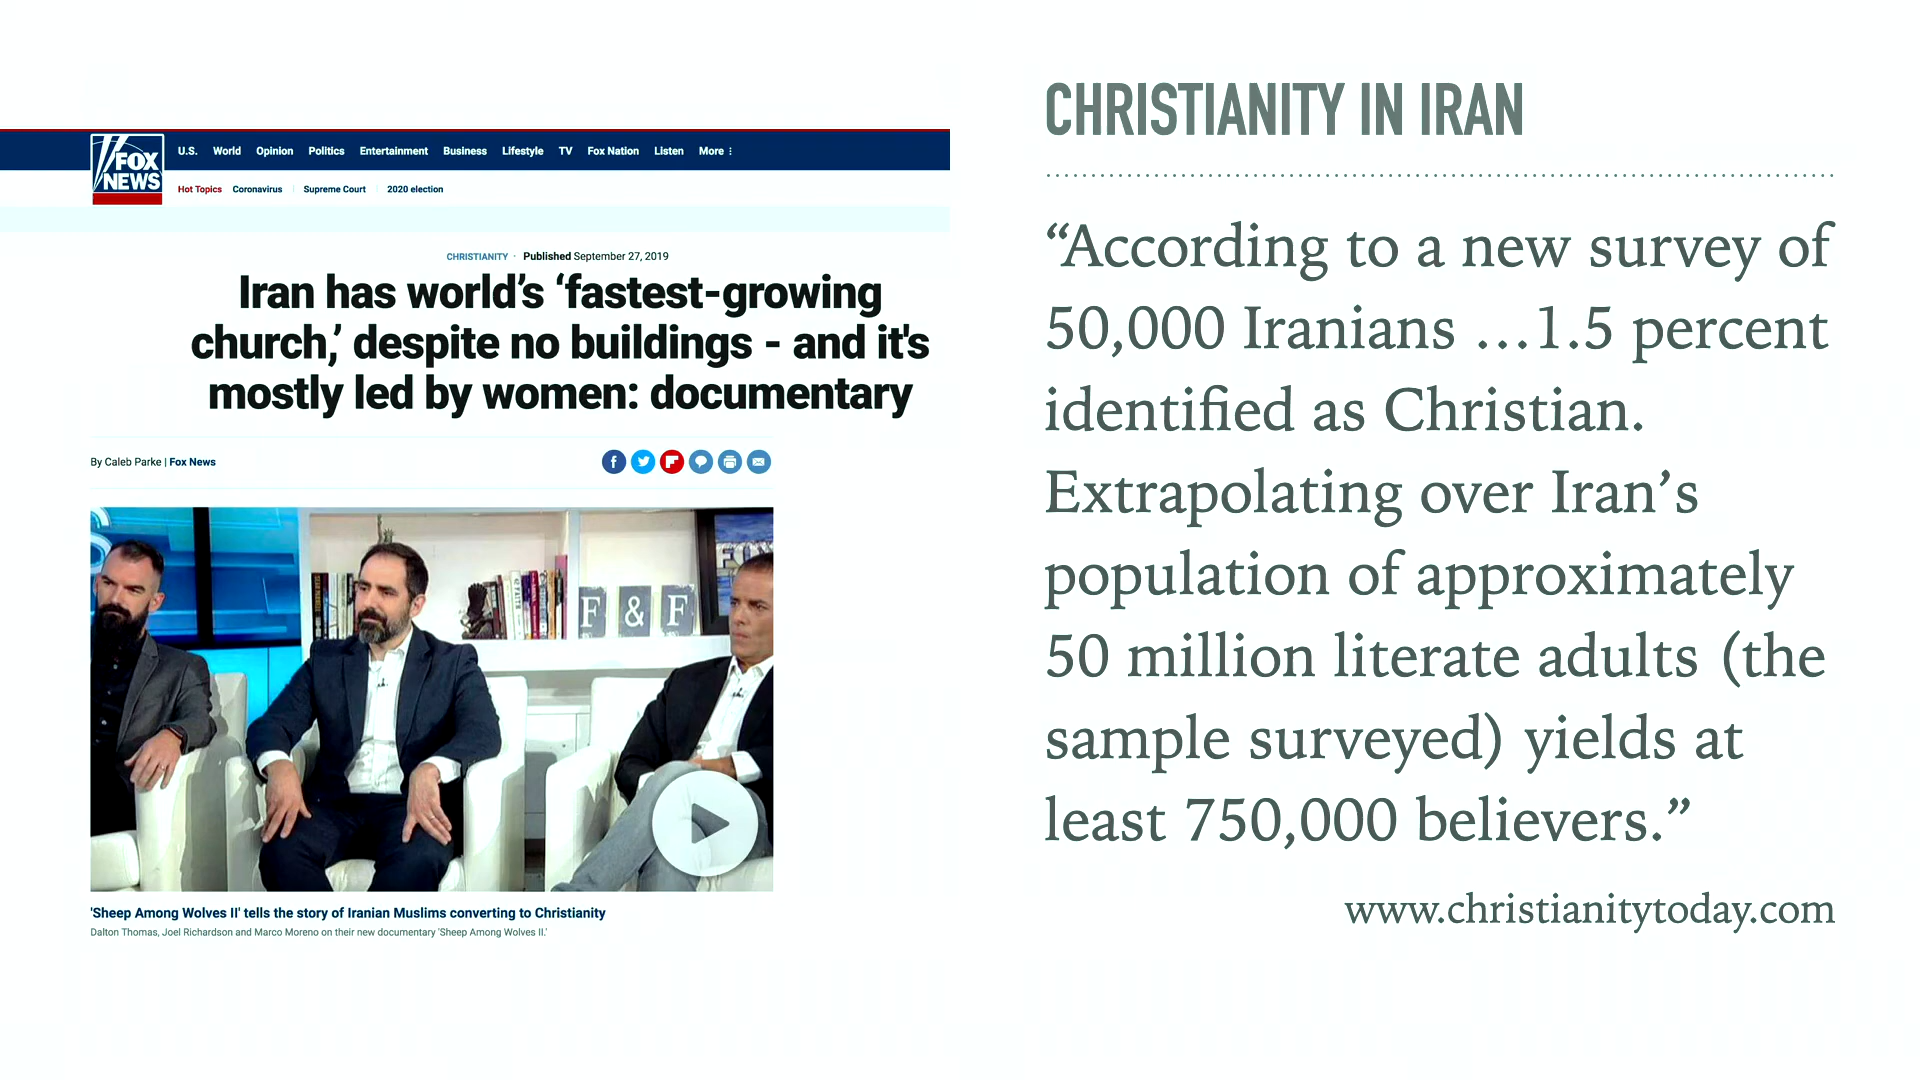 FOX
NEWS
U.S. World Opinion Politics Entertainment Business Lifestyle TV Fox Nation Listen More
Hot Topics Coronavirus Supreme Court 2020 election
CHRISTIANITY · Published September 27, 2019
Iran has world’s ‘fastest-growing
church,’ despite no buildings - and it's
mostly led by women: documentary
By Caleb Parke | Fox News
F & F
'Sheep Among Wolves II' tells the story of Iranian Muslims converting to Christianity
Dalton Thomas, Joel Richardson and Marco Moreno on their new documentary 'Sheep Among Wolves II.'
CHRISTIANITY IN IRAN
“According to a new survey of
50,000 Iranians …1.5 percent
identified as Christian.
Extrapolating over Iran’s
population of approximately
50 million literate adults (the
sample surveyed) yields at
least 750,000 believers.”
www.christianitytoday.com